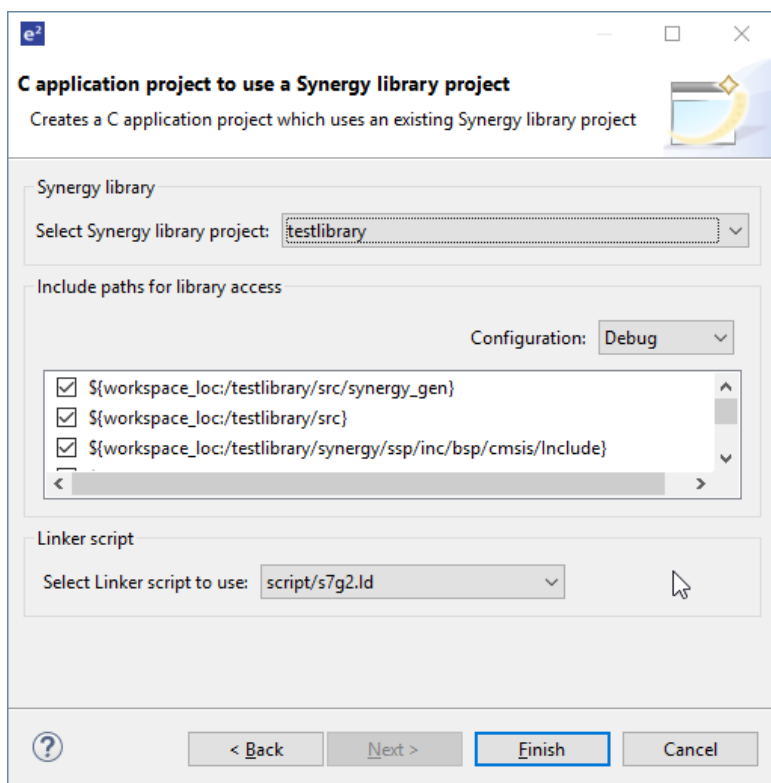 e²
C application project to use a Synergy library project
Creates a C application project which uses an existing Synergy library project
Synergy library
Select Synergy library project: testlibrary
Include paths for library access
Configuration: Debug
${workspace_loc:/testlibrary/src/synergy_gen}
${workspace_loc:/testlibrary/src}
${workspace_loc:/testlibrary/synergy/ssp/inc/bsp/cmsis/Include}
Linker script
Select Linker script to use: script/s7g2.ld
? < Back Next > Finish Cancel